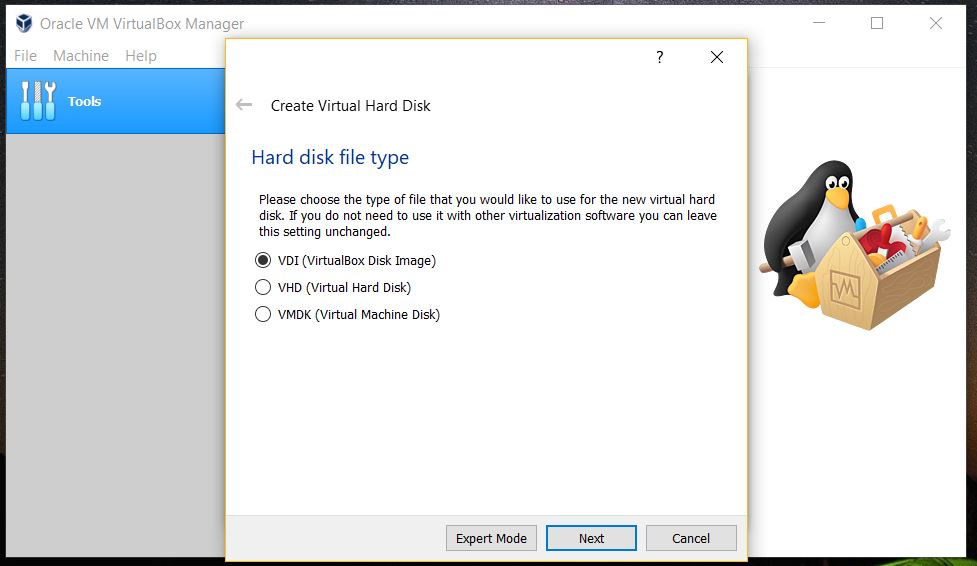 Oracle VM VirtualBox Manager
File Machine Help
?
Tools
Create Virtual Hard Disk
Hard disk file type
Please choose the type of file that you would like to use for the new virtual hard
disk. If you do not need to use it with other virtualization software you can leave
this setting unchanged.
VDI (VirtualBox Disk Image)
VHD (Virtual Hard Disk)
VMDK (Virtual Machine Disk)
Expert Mode Next Cancel